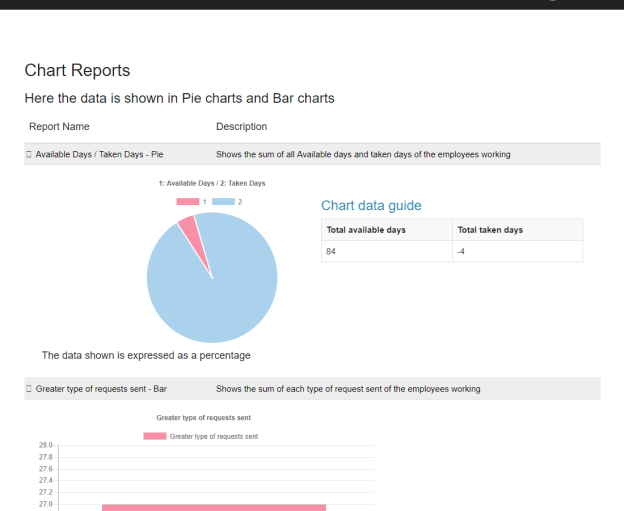 Chart Reports
Here the data is shown in Pie charts and Bar charts
Report Name Description
Available Days / Taken Days - Pie Shows the sum of all Available days and taken days of the employees working
1: Available Days / 2: Taken Days
1 2
Chart data guide
Total available days Total taken days
84 -4
The data shown is expressed as a percentage
Greater type of requests sent - Bar Shows the sum of each type of request sent of the employees working
Greater type of requests sent
Greater type of requests sent
28.0
27.8
27.6
27.4
27.2
27.0